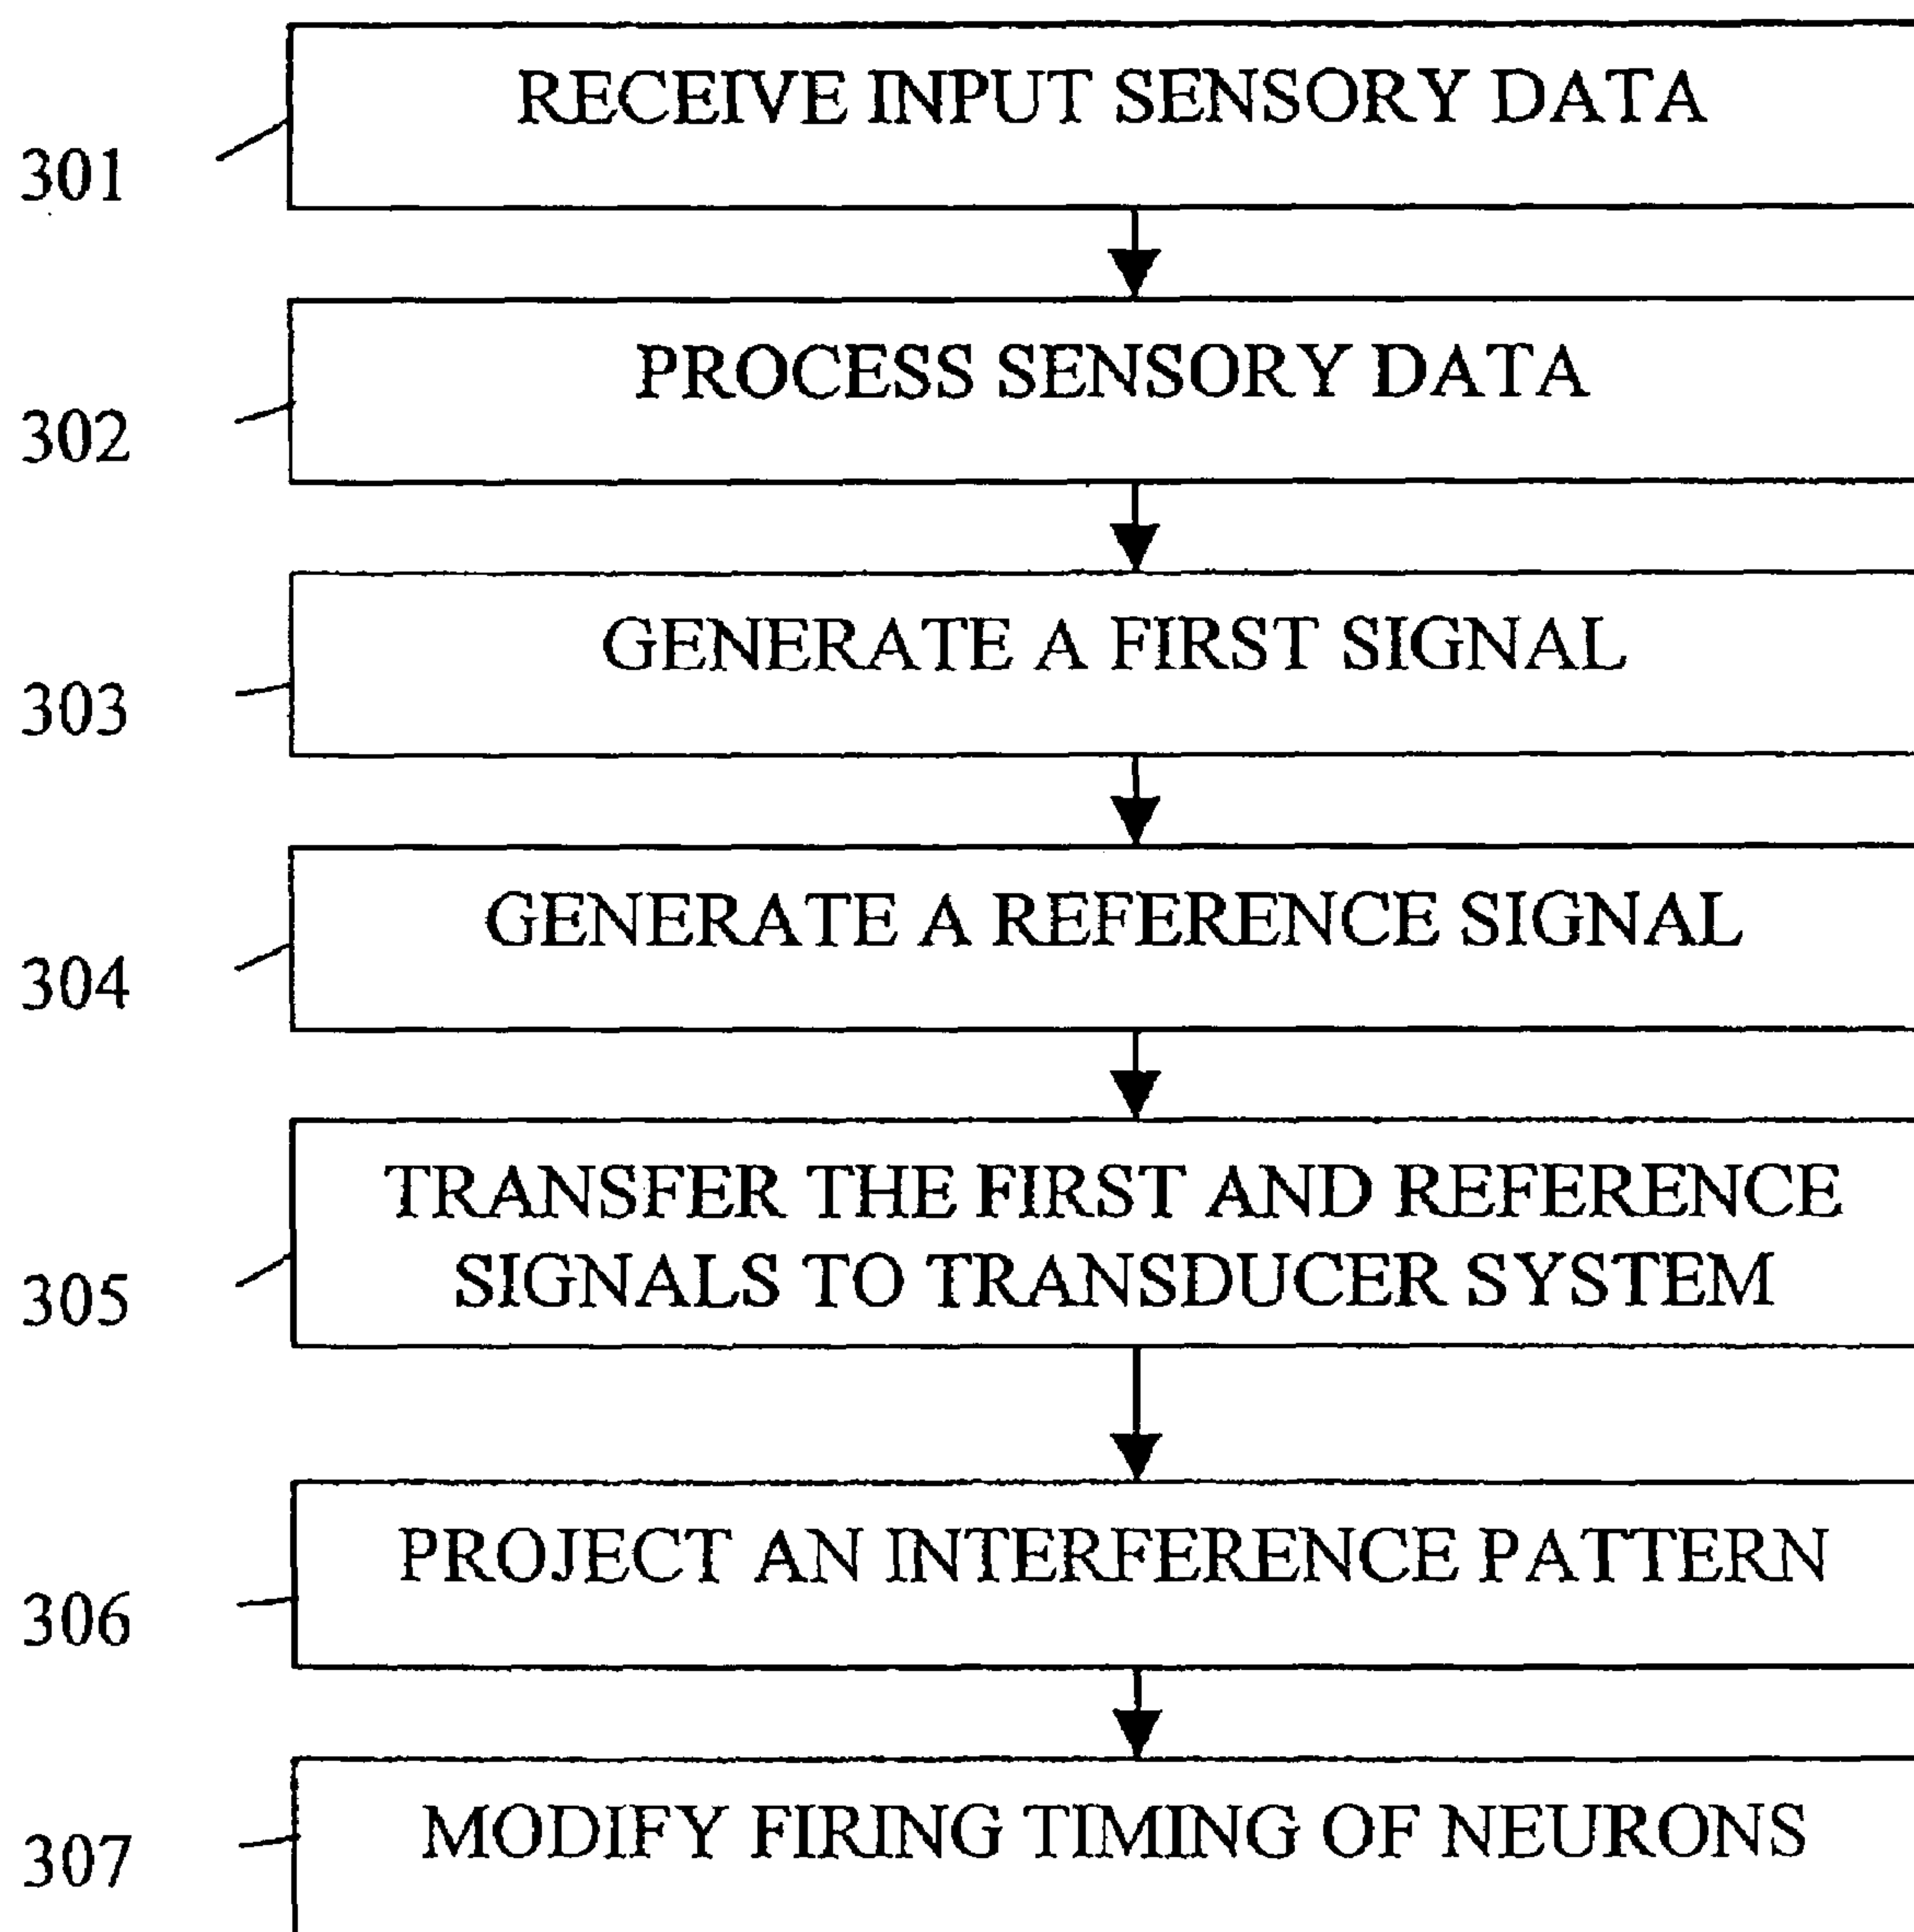 RECEIVE INPUT SENSORY DATA
301
PROCESS SENSORY DATA
302
GENERATE A FIRST SIGNAL
303
GENERATE A REFERENCE SIGNAL
304
TRANSFER THE FIRST AND REFERENCE
SIGNALS TO TRANSDUCER SYSTEM
305
PROJECT AN INTERFERENCE PATTERN
306
MODIFY FIRING TIMING OF NEURONS
307